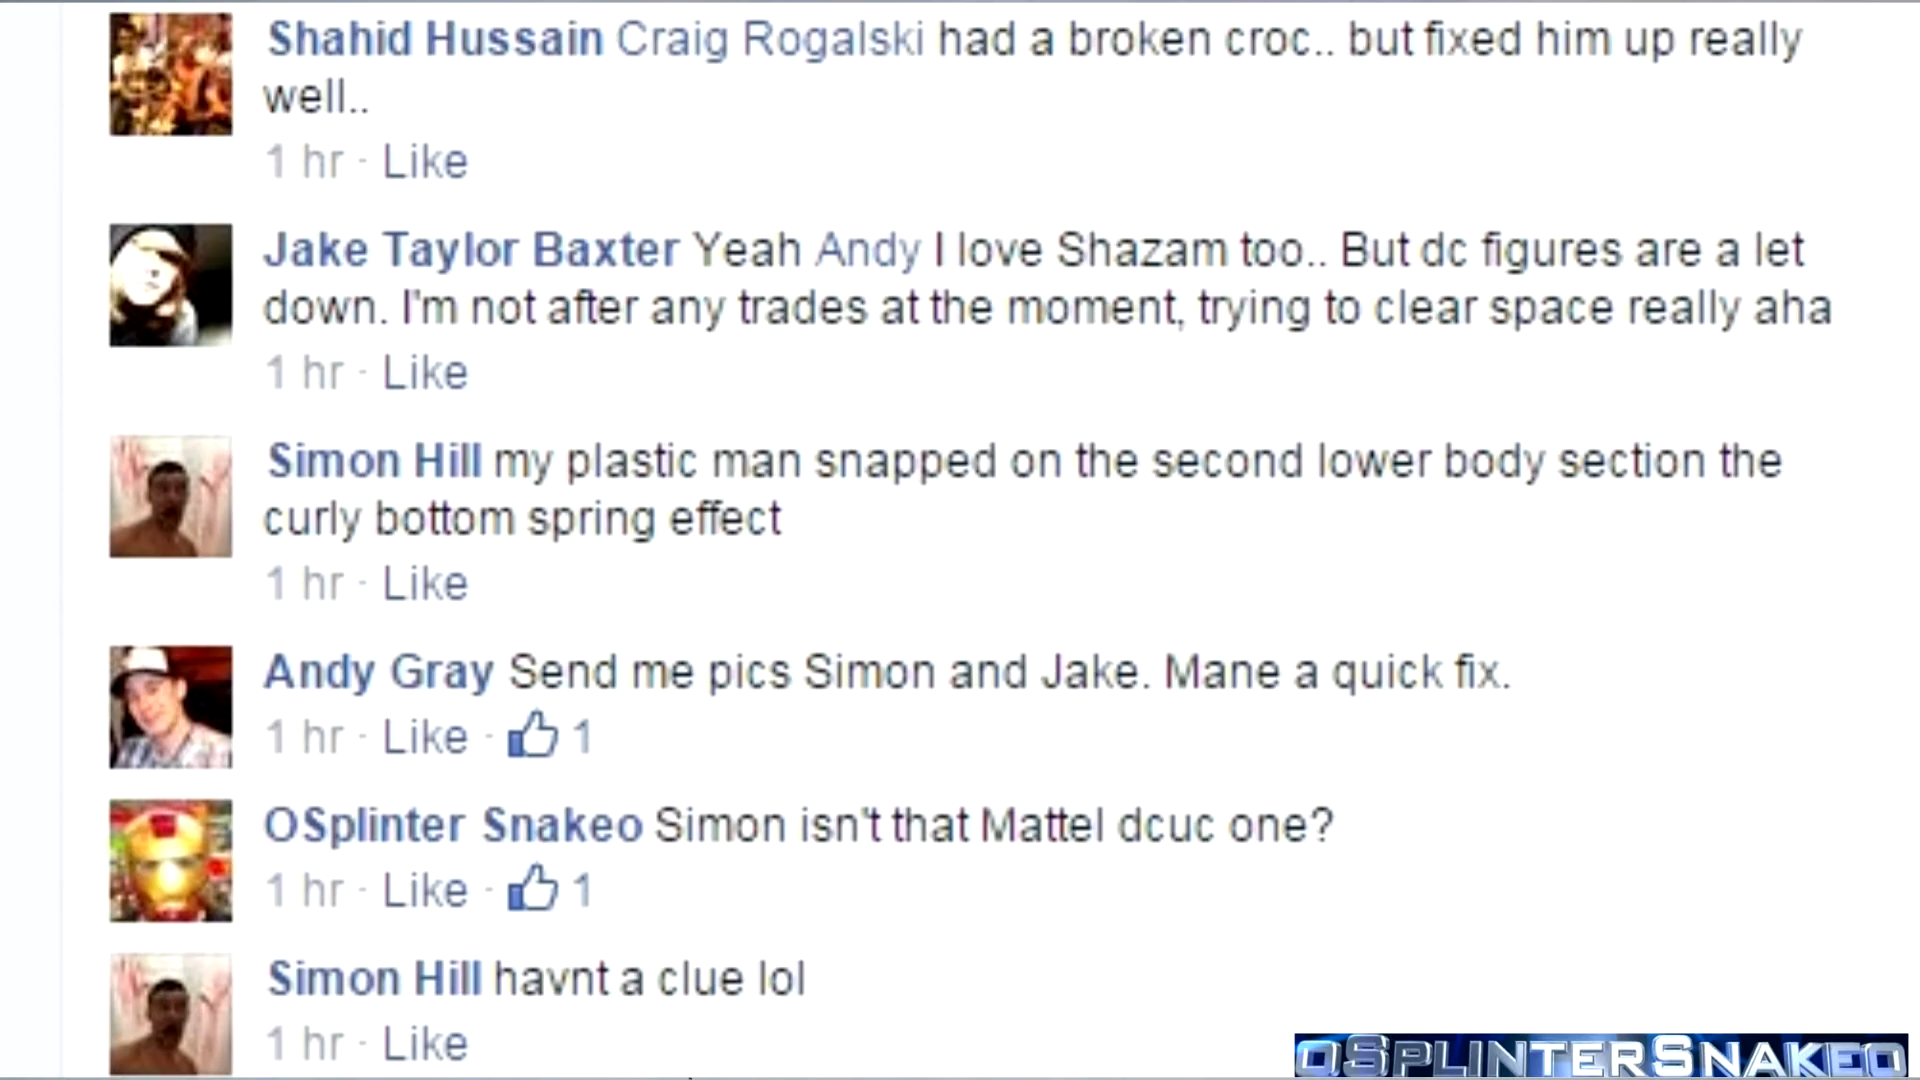 Shahid Hussain Craig Rogalski had a broken croc.. but fixed him up really
well..
1 hr · Like
Jake Taylor Baxter Yeah Andy I love Shazam too.. But dc figures are a let
down. I'm not after any trades at the moment, trying to clear space really aha
1 hr · Like
Simon Hill my plastic man snapped on the second lower body section the
curly bottom spring effect
1 hr · Like
Andy Gray Send me pics Simon and Jake. Mane a quick fix.
1 hr · Like · 1
OSplinter Snakeo Simon isn't that Mattel dcuc one?
1 hr · Like · 1
Simon Hill havnt a clue lol
1 hr · Like
OSPLINTERSNAKEO